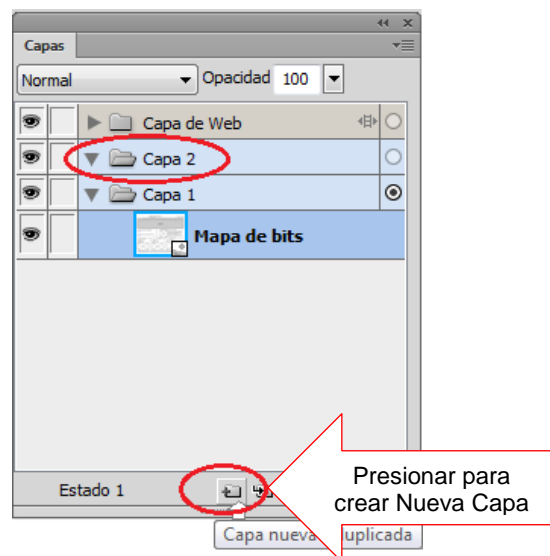 Capas
Normal Opacidad 100
Capa de Web
Capa 2
Capa 1
Mapa de bits
Estado 1
Presionar para
crear Nueva Capa
Capa nueva uplicada